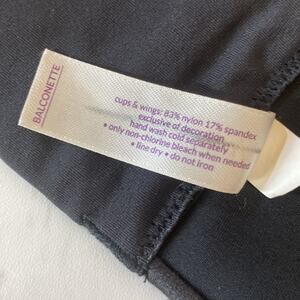 BALCONETTE
cups & wings: 83% nylon 17% spandex
exclusive of decoration
hand wash cold separately
• only non-chlorine bleach when needed
• line dry • do not iron